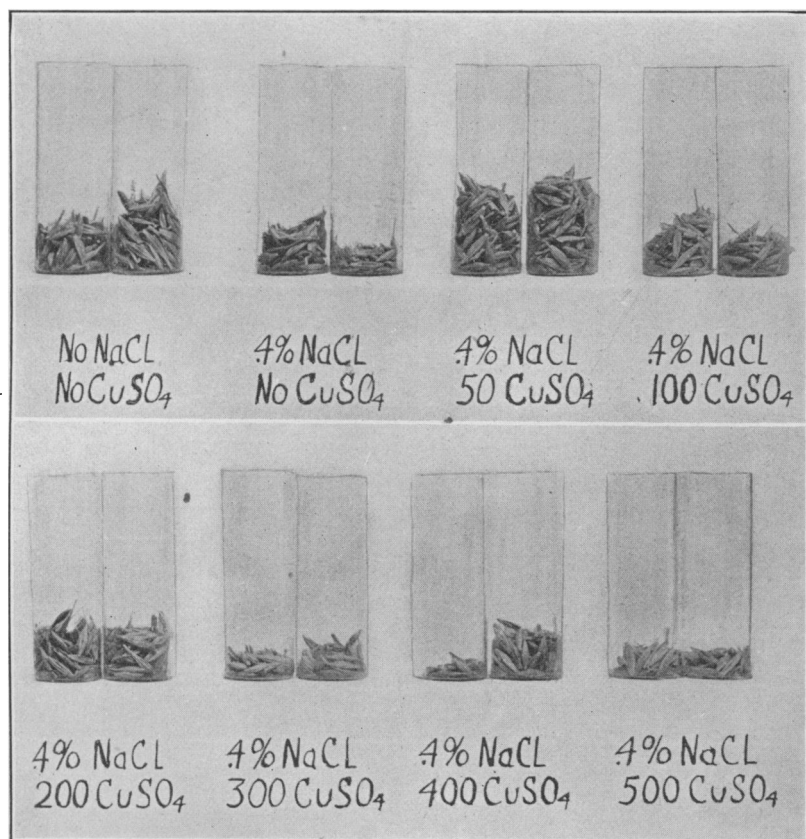 No NaCL
No CuSO₄
.4% NaCL
No CuSO₄
.4% NaCL
50 CuSO₄
.4% NaCL
100 CuSO₄
.4% NaCL
200 CuSO₄
.4% NaCL
300 CuSO₄
.4% NaCL
400 CuSO₄
.4% NaCL
500 CuSO₄